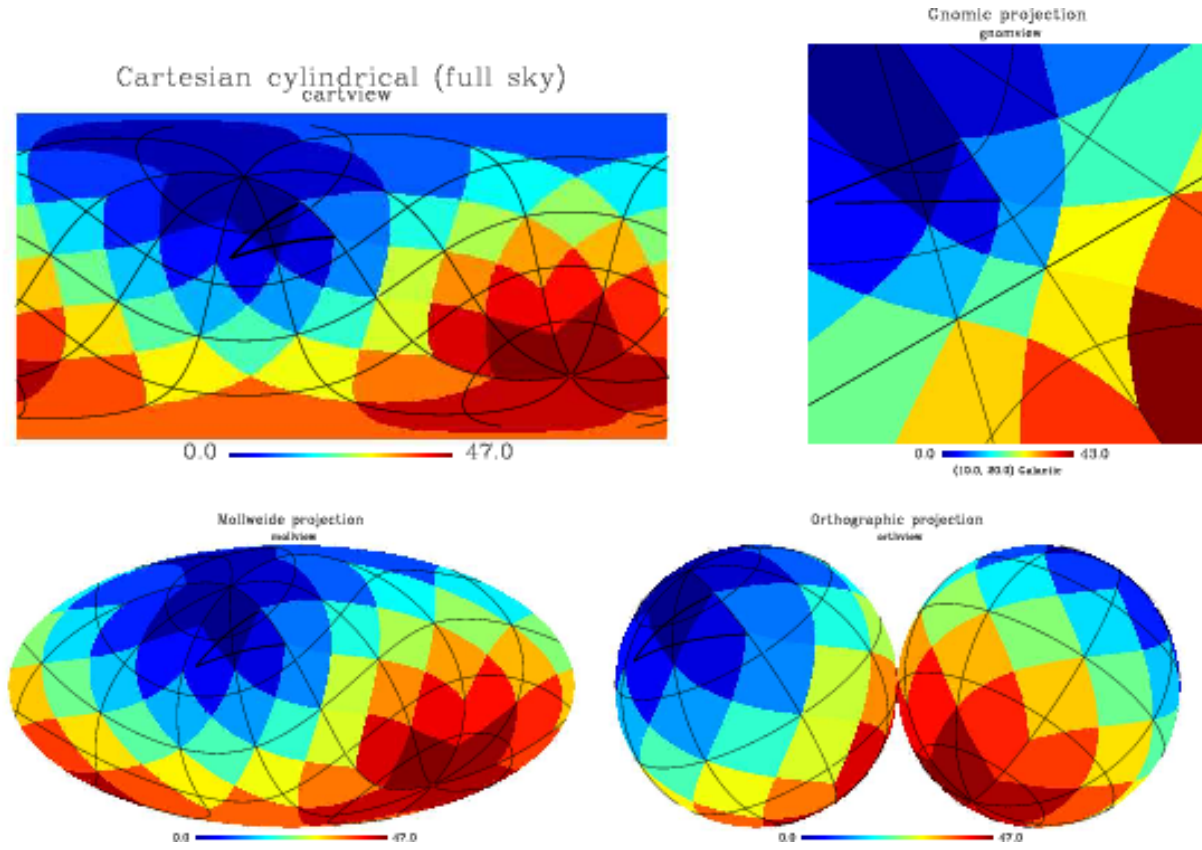 Cartesian cylindrical (full sky)
cartview
0.0 47.0
Gnomic projection
gnomview
0.0 43.0
(10.0, 30.0) Galactic
Mollweide projection
mollview
0.0 47.0
Orthographic projection
orthview
0.0 47.0